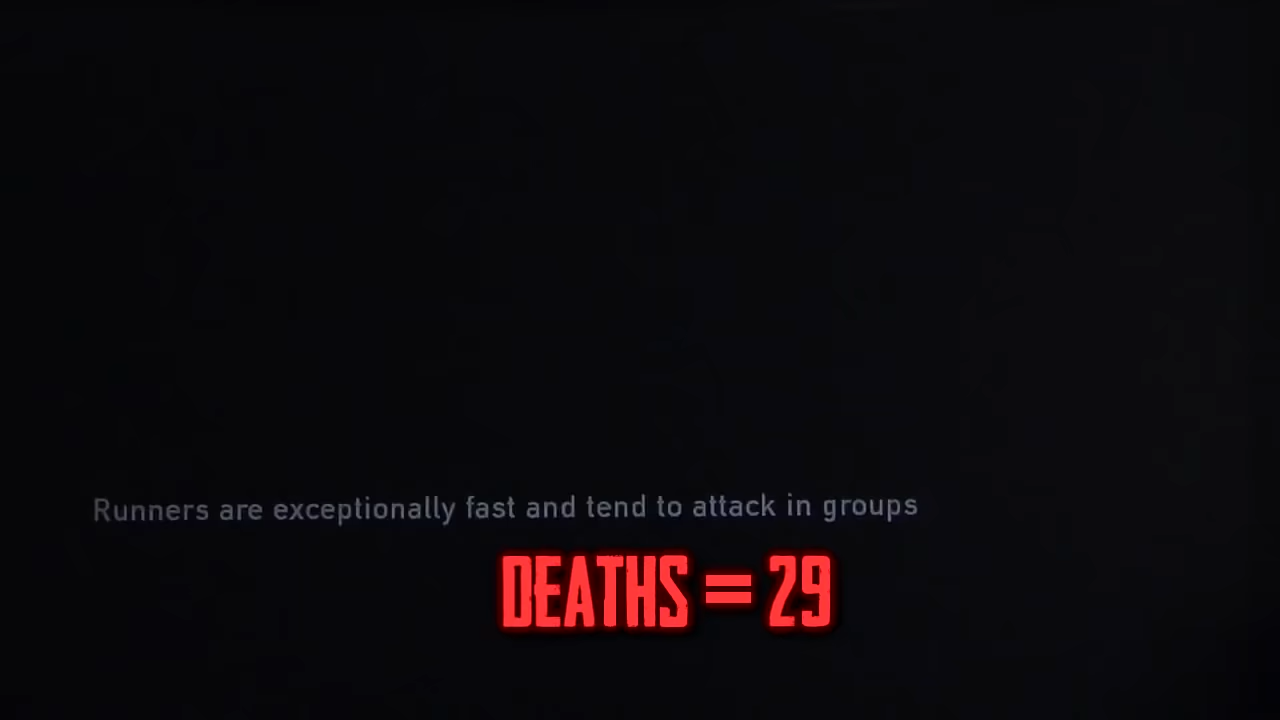 Runners are exceptionally fast and tend to attack in groups
DEATHS = 29